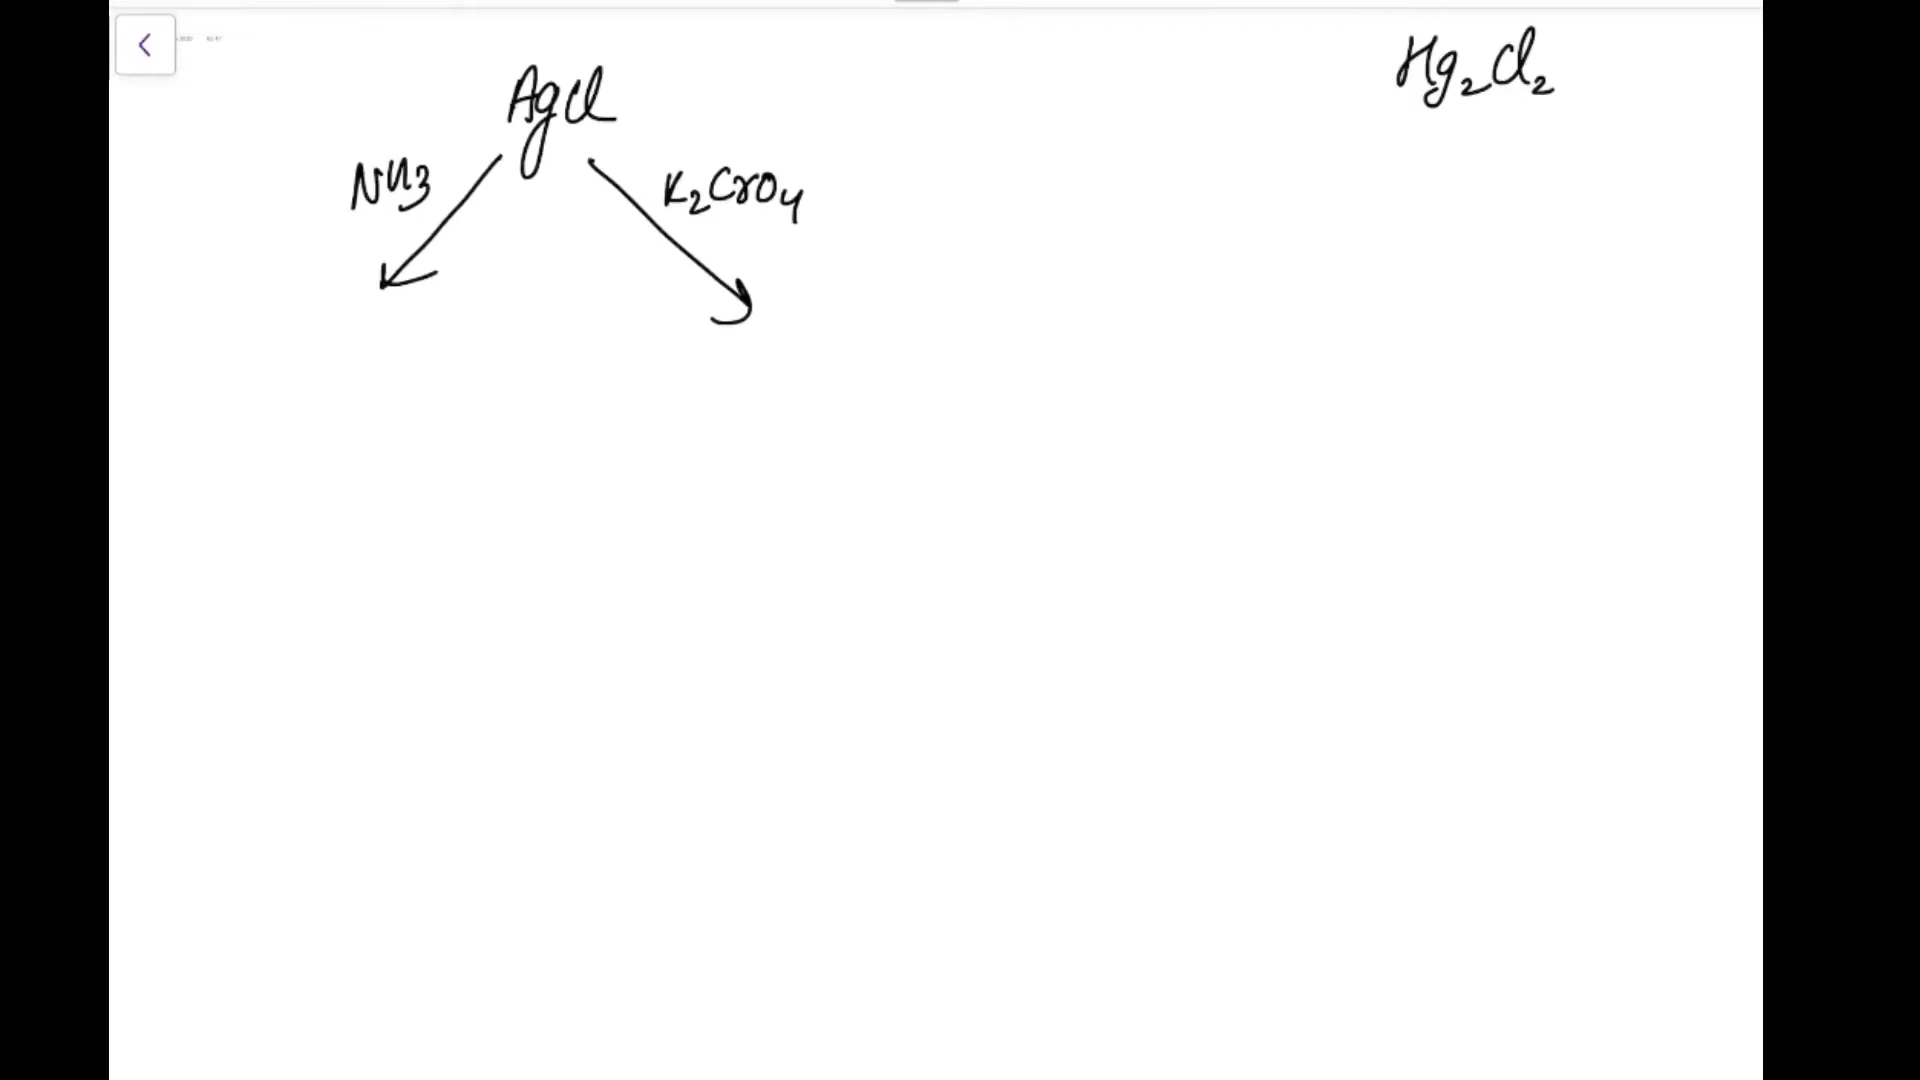 AgCl
Hg₂Cl₂
NH₃
K₂CrO₄